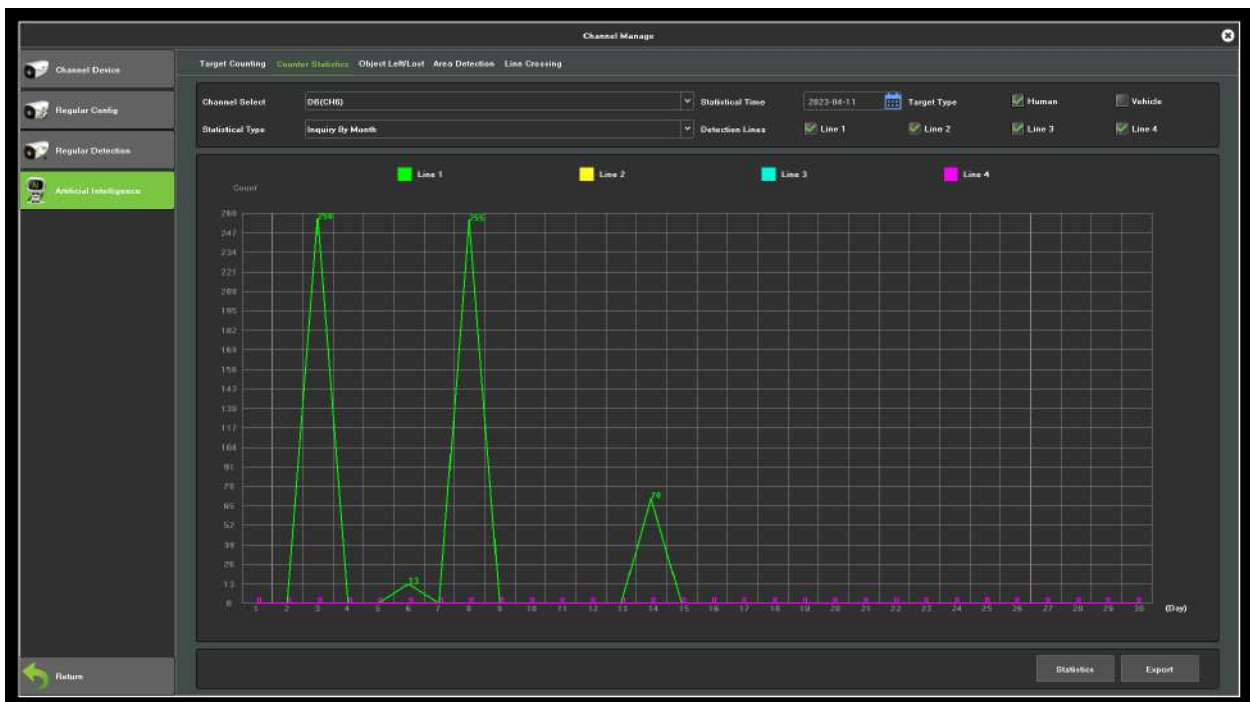 Channel Manage
Channel Device
Regular Config
Regular Detection
Artificial Intelligence
Return
Target Counting Counter Statistics Object Left/Lost Area Detection Line Crossing
Channel Select D6(CH6) Statistical Time 2023-04-11 Target Type Human Vehicle
Statistical Type Inquiry By Month Detection Lines Line 1 Line 2 Line 3 Line 4
Line 1 Line 2 Line 3 Line 4
Count
260
247
234
221
208
195
182
169
156
143
130
117
104
91
78
65
52
39
26
13
0
255
13
70
1 2 3 4 5 6 7 8 9 10 11 12 13 14 15 16 17 18 19 20 21 22 23 24 25 26 27 28 29 30 (Day)
Statistics Export